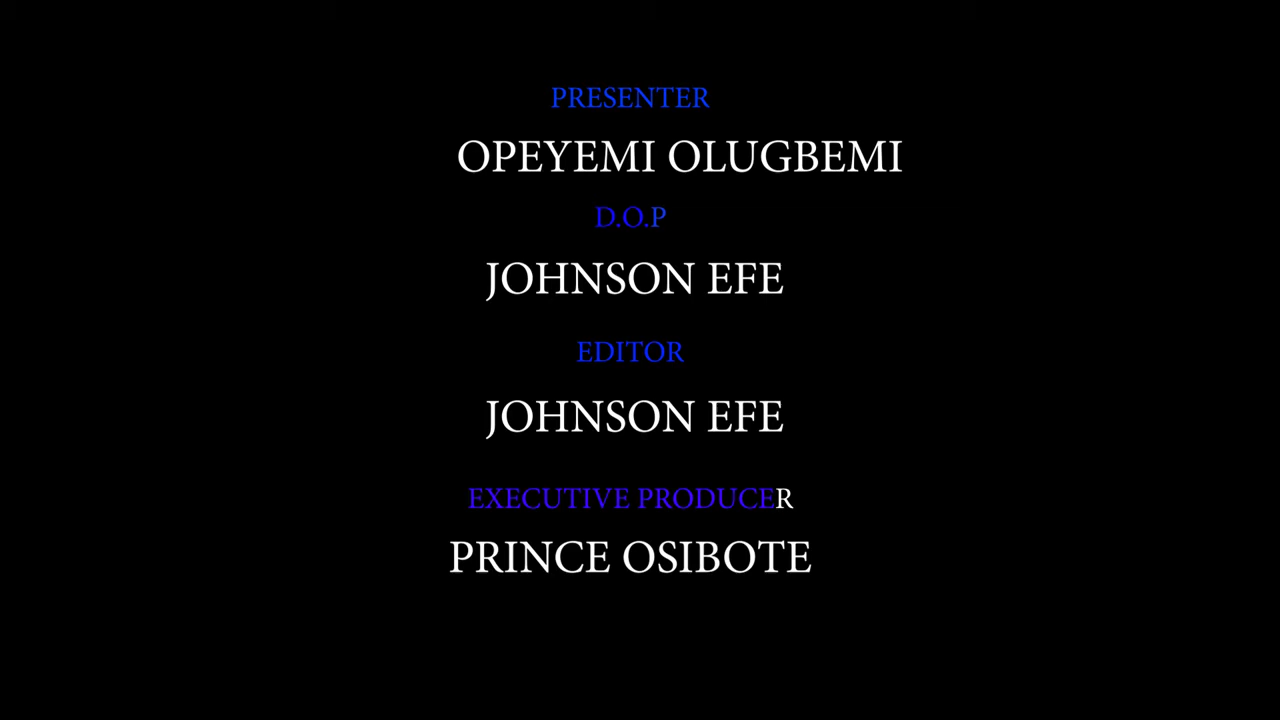 PRESENTER
OPEYEMI OLUGBEMI
D.O.P
JOHNSON EFE
EDITOR
JOHNSON EFE
EXECUTIVE PRODUCER
PRINCE OSIBOTE